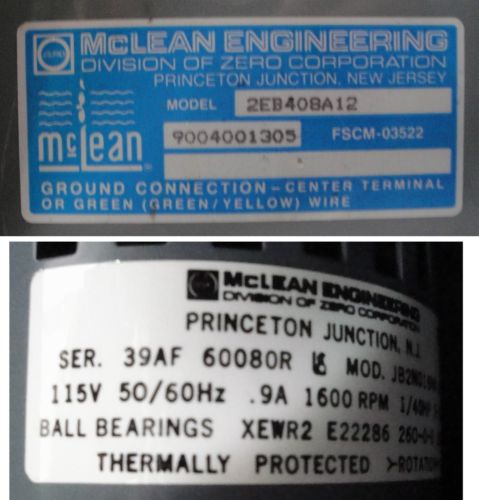 McLEAN ENGINEERING
DIVISION OF ZERO CORPORATION
PRINCETON JUNCTION, NEW JERSEY
MODEL 2EB408A12
9004001305 FSCM-03522
mclean
GROUND CONNECTION-CENTER TERMINAL
OR GREEN (GREEN/YELLOW) WIRE
McLEAN ENGINEERING
DIVISION OF ZERO CORPORATION
PRINCETON JUNCTION, N.J.
SER. 39AF 60080R MOD.
115V 50/60Hz .9A 1600 RPM
BALL BEARINGS XEWR2 E22286
THERMALLY PROTECTED